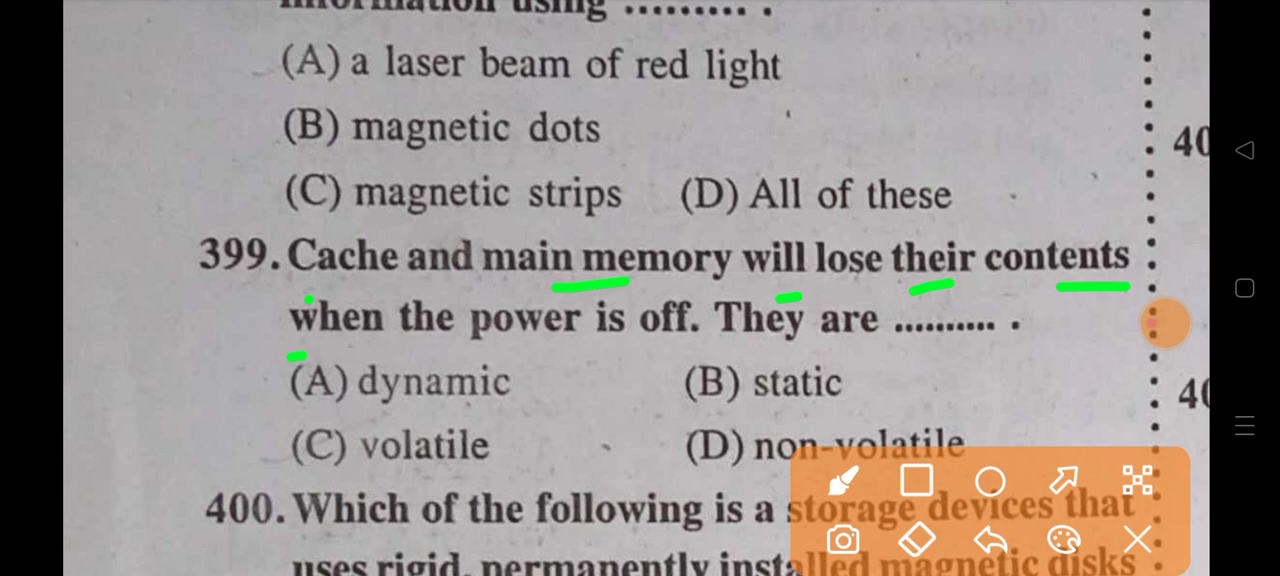 information using .......... .
(A) a laser beam of red light
(B) magnetic dots
(C) magnetic strips (D) All of these
399. Cache and main memory will lose their contents
when the power is off. They are .......... .
(A) dynamic (B) static
(C) volatile (D) non-volatile
400. Which of the following is a storage devices that
uses rigid, permanently installed magnetic disks
40
40